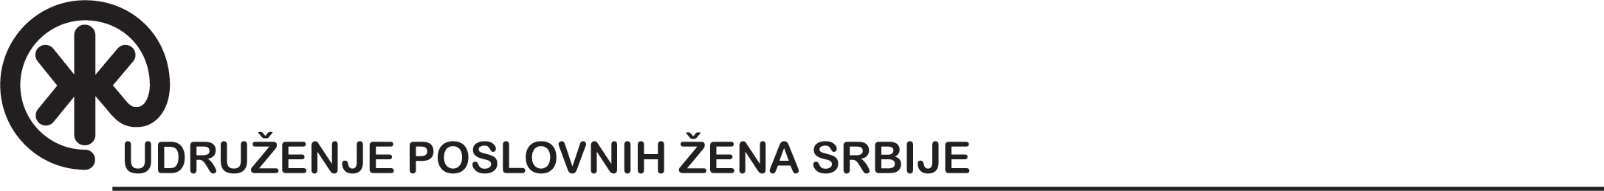 Ж
UDRUŽENJE POSLOVNIH ŽENA SRBIJE